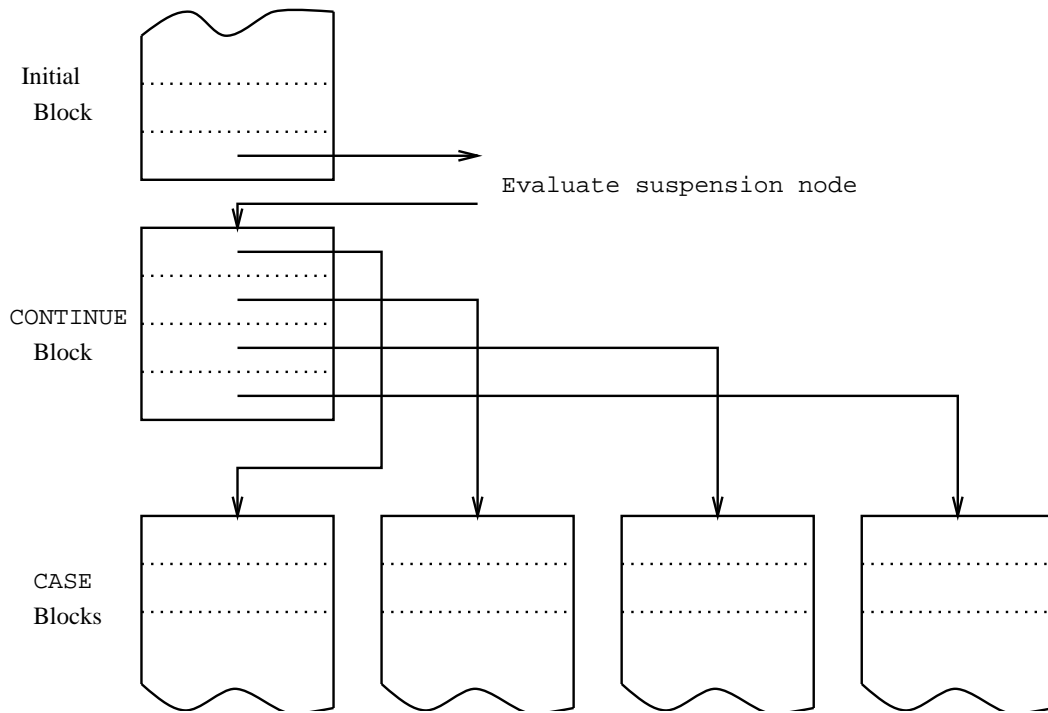 Initial
Block
Evaluate suspension node
CONTINUE
Block
CASE
Blocks